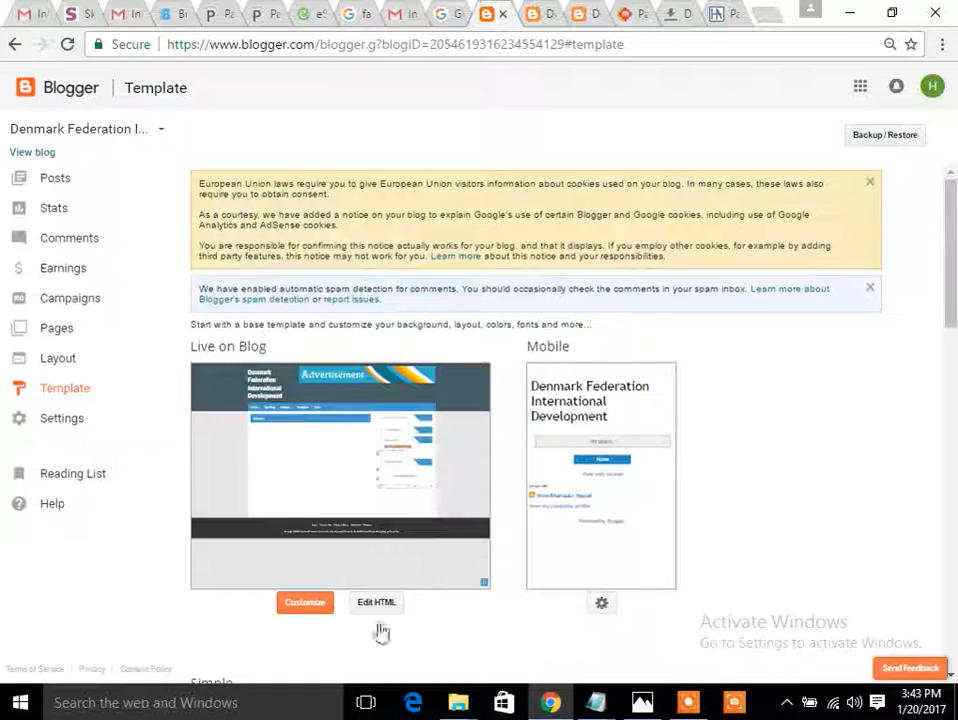 Secure
https://www.blogger.com/blogger.g?blogID=2054619316234554129#template
Blogger
Template
H
Denmark Federation I...
Backup / Restore
View blog
Posts
Stats
Comments
Earnings
Campaigns
Pages
Layout
Template
Settings
Reading List
Help
European Union laws require you to give European Union visitors information about cookies used on your blog. In many cases, these laws also
require you to obtain consent.
As a courtesy, we have added a notice on your blog to explain Google's use of certain Blogger and Google cookies, including use of Google
Analytics and AdSense cookies.
You are responsible for confirming this notice actually works for your blog, and that it displays. If you employ other cookies, for example by adding
third party features, this notice may not work for you. Learn more about this notice and your responsibilities.
We have enabled automatic spam detection for comments. You should occasionally check the comments in your spam inbox. Learn more about
Blogger's spam detection or report issues.
Start with a base template and customize your background, layout, colors, fonts and more...
Live on Blog
Mobile
Denmark
Federation
International
Development
Advertisement
Denmark Federation
International
Development
Home
View web version
View my complete profile
Powered by Blogger
Customize
Edit HTML
Activate Windows
Go to Settings to activate Windows.
Terms of Service
Privacy
Content Policy
Send feedback
Simple
Search the web and Windows
3:43 PM
1/20/2017